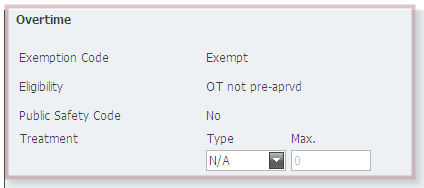 Overtime
Exemption Code Exempt
Eligibility OT not pre-aprvd
Public Safety Code No
Treatment Type Max.
N/A 0